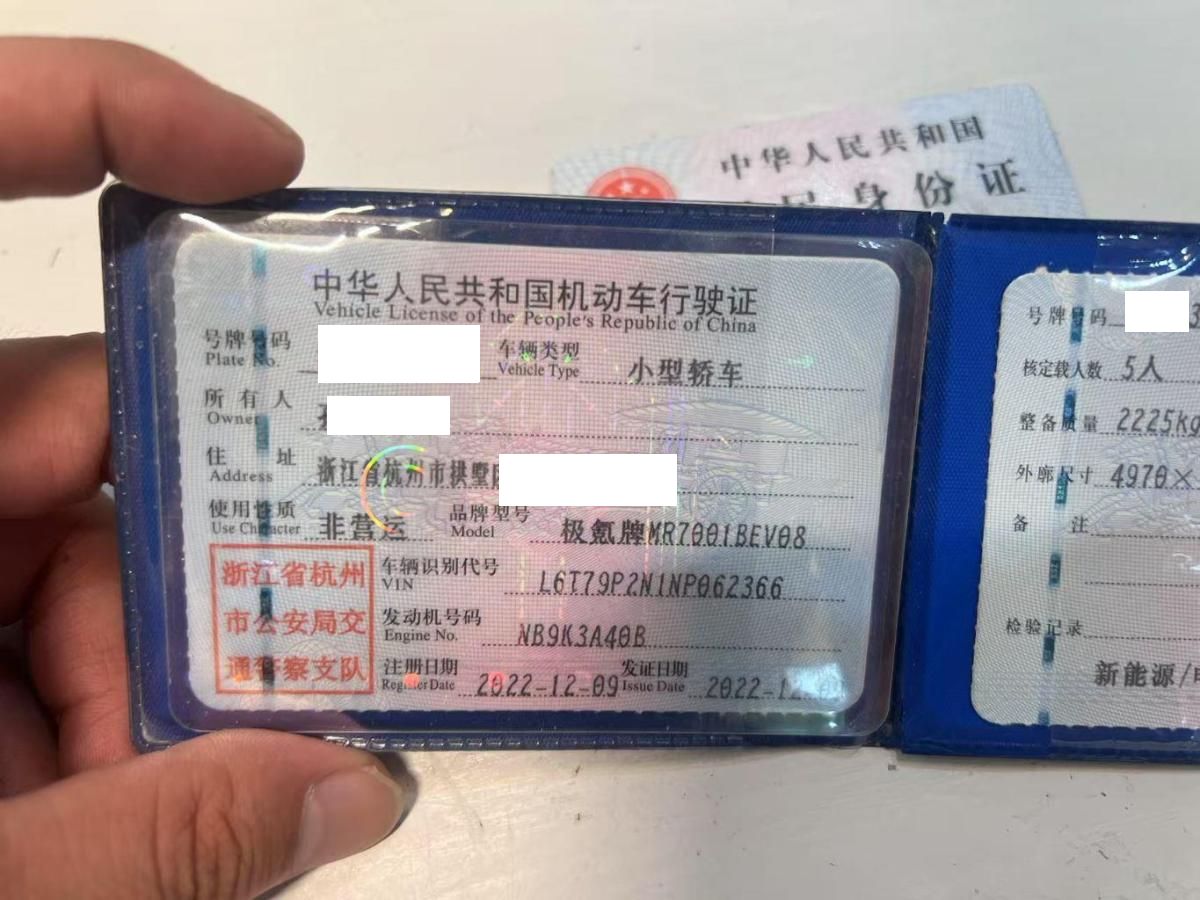 中华人民共和国
民身份证
中华人民共和国机动车行驶证
Vehicle License of the People's Republic of China
号牌号码
Plate No.
车辆类型
Vehicle Type
小型轿车
所有人
Owner
住址
Address
浙江省杭州市拱墅区
使用性质
Use Character
非营运
品牌型号
Model
极氪牌MR7001BEV08
浙江省杭州
市公安局交
通警察支队
车辆识别代号
VIN
L6T79P2N1NP062366
发动机号码
Engine No.
NB9K3A40B
注册日期
Register Date
2022-12-09
发证日期
Issue Date
2022-12-09
号牌号码
3
核定载人数 5人
整备质量 2225kg
外廓尺寸 4970×
备注
检验记录
新能源/电